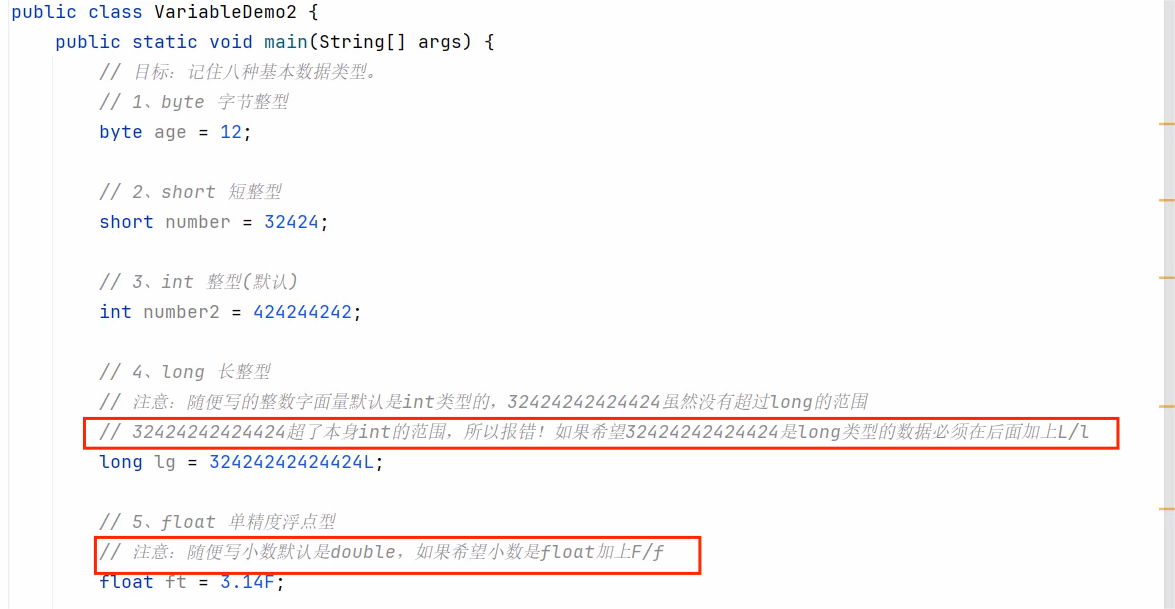 public class VariableDemo2 {
public static void main(String[] args) {
// 目标：记住八种基本数据类型。
// 1、byte 字节整型
byte age = 12;
// 2、short 短整型
short number = 32424;
// 3、int 整型(默认)
int number2 = 424244242;
// 4、long 长整型
// 注意：随便写的整数字面量默认是int类型的，32424242424424虽然没有超过long的范围
// 32424242424424超了本身int的范围，所以报错！如果希望32424242424424是long类型的数据必须在后面加上L/l
long lg = 32424242424424L;
// 5、float 单精度浮点型
// 注意：随便写小数默认是double，如果希望小数是float加上F/f
float ft = 3.14F;